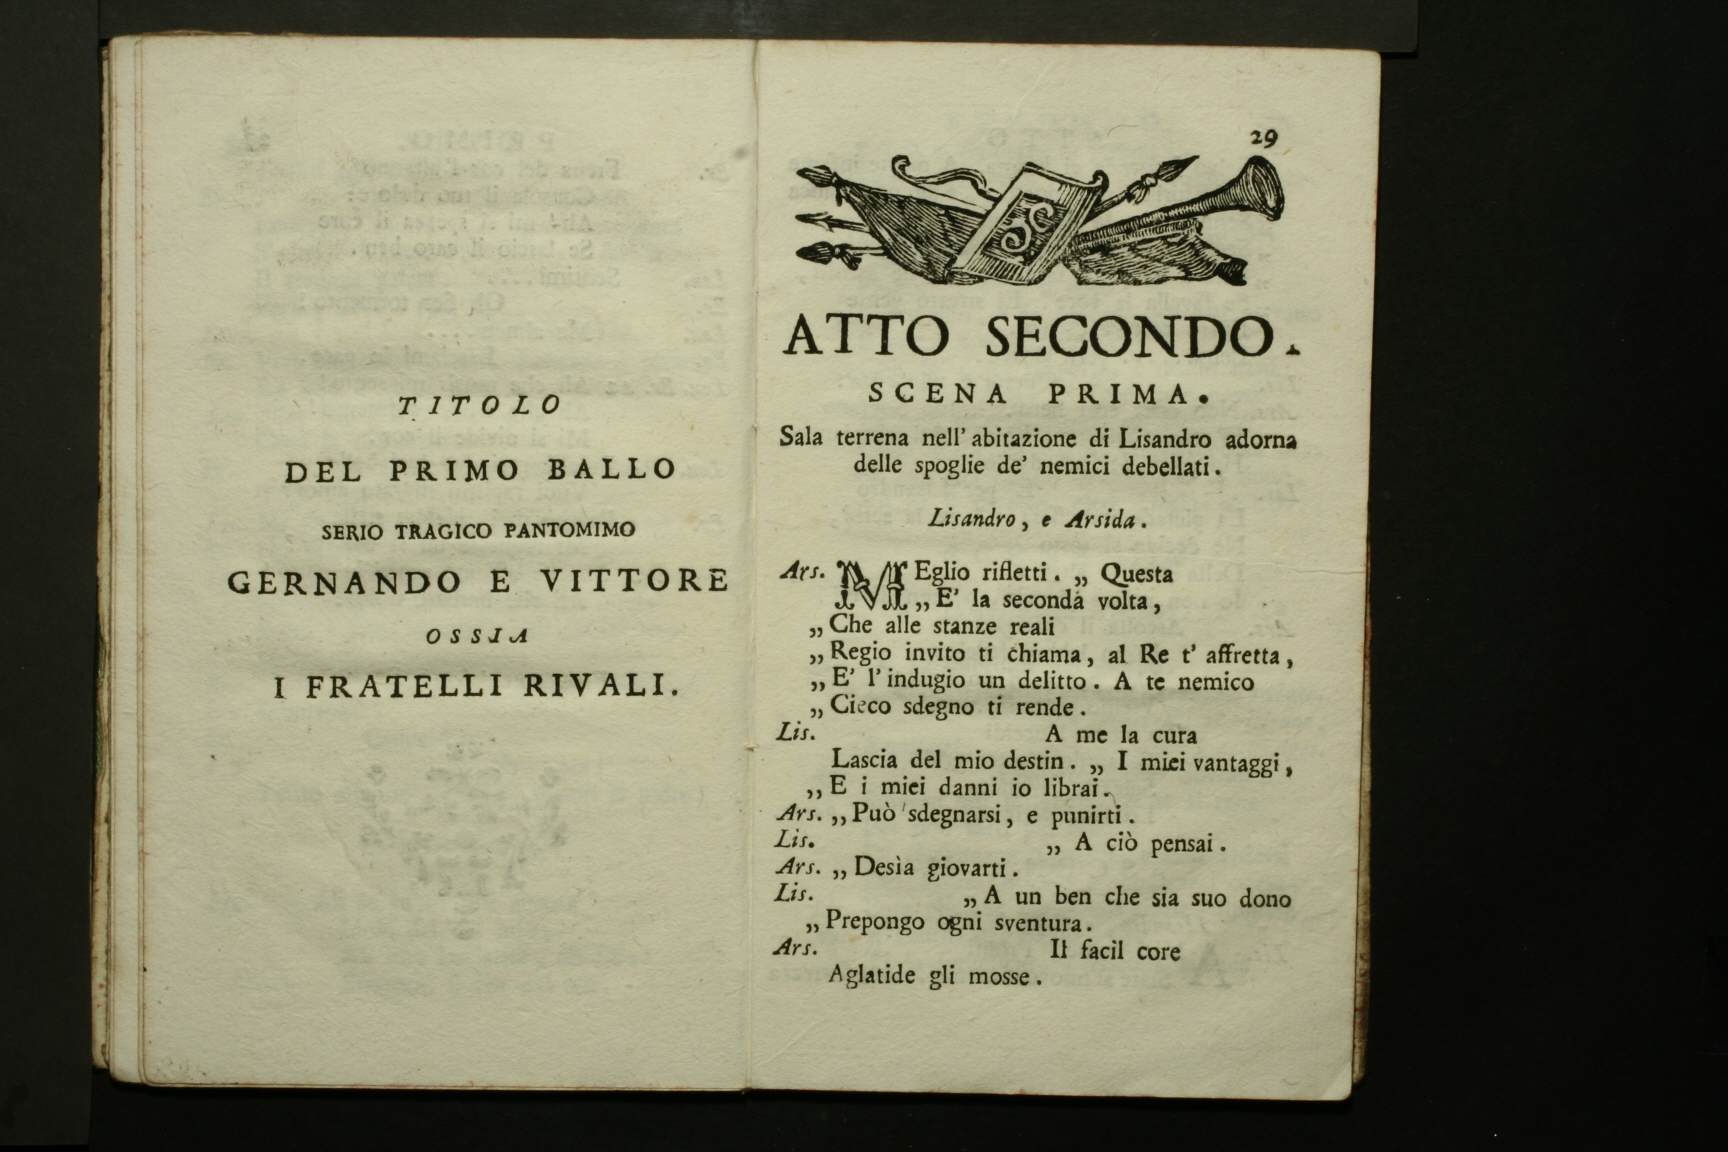 TITOLO
DEL PRIMO BALLO
SERIO TRAGICO PANTOMIMO
GERNANDO E VITTORE
OSSIA
I FRATELLI RIVALI.
29
ATTO SECONDO.
SCENA PRIMA.
Sala terrena nell' abitazione di Lisandro adorna
delle spoglie de' nemici debellati.
Lisandro, e Arsida.
Ars. MEglio rifletti. „ Questa
„ E' la seconda volta,
„ Che alle stanze reali
„ Regio invito ti chiama, al Re t' affretta,
„ E' l'indugio un delitto. A te nemico
„ Cieco sdegno ti rende.
Lis. A me la cura
Lascia del mio destin. „ I miei vantaggi,
„ E i miei danni io librai.
Ars. „ Può sdegnarsi, e punirti.
Lis. „ A ciò pensai.
Ars. „ Desìa giovarti.
Lis. „ A un ben che sia suo dono
„ Prepongo ogni sventura.
Ars. Il facil core
Aglatide gli mosse.